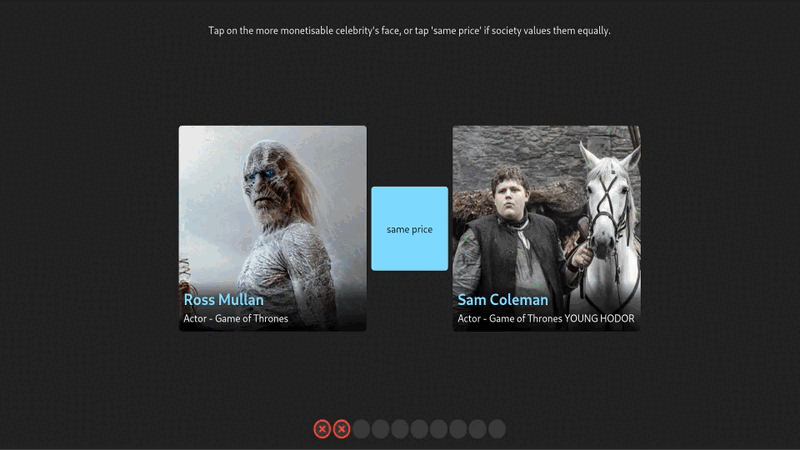 Tap on the more monetisable celebrity's face, or tap 'same price' if society values them equally.
same price
Ross Mullan
Actor - Game of Thrones
Sam Coleman
Actor - Game of Thrones YOUNG HODOR